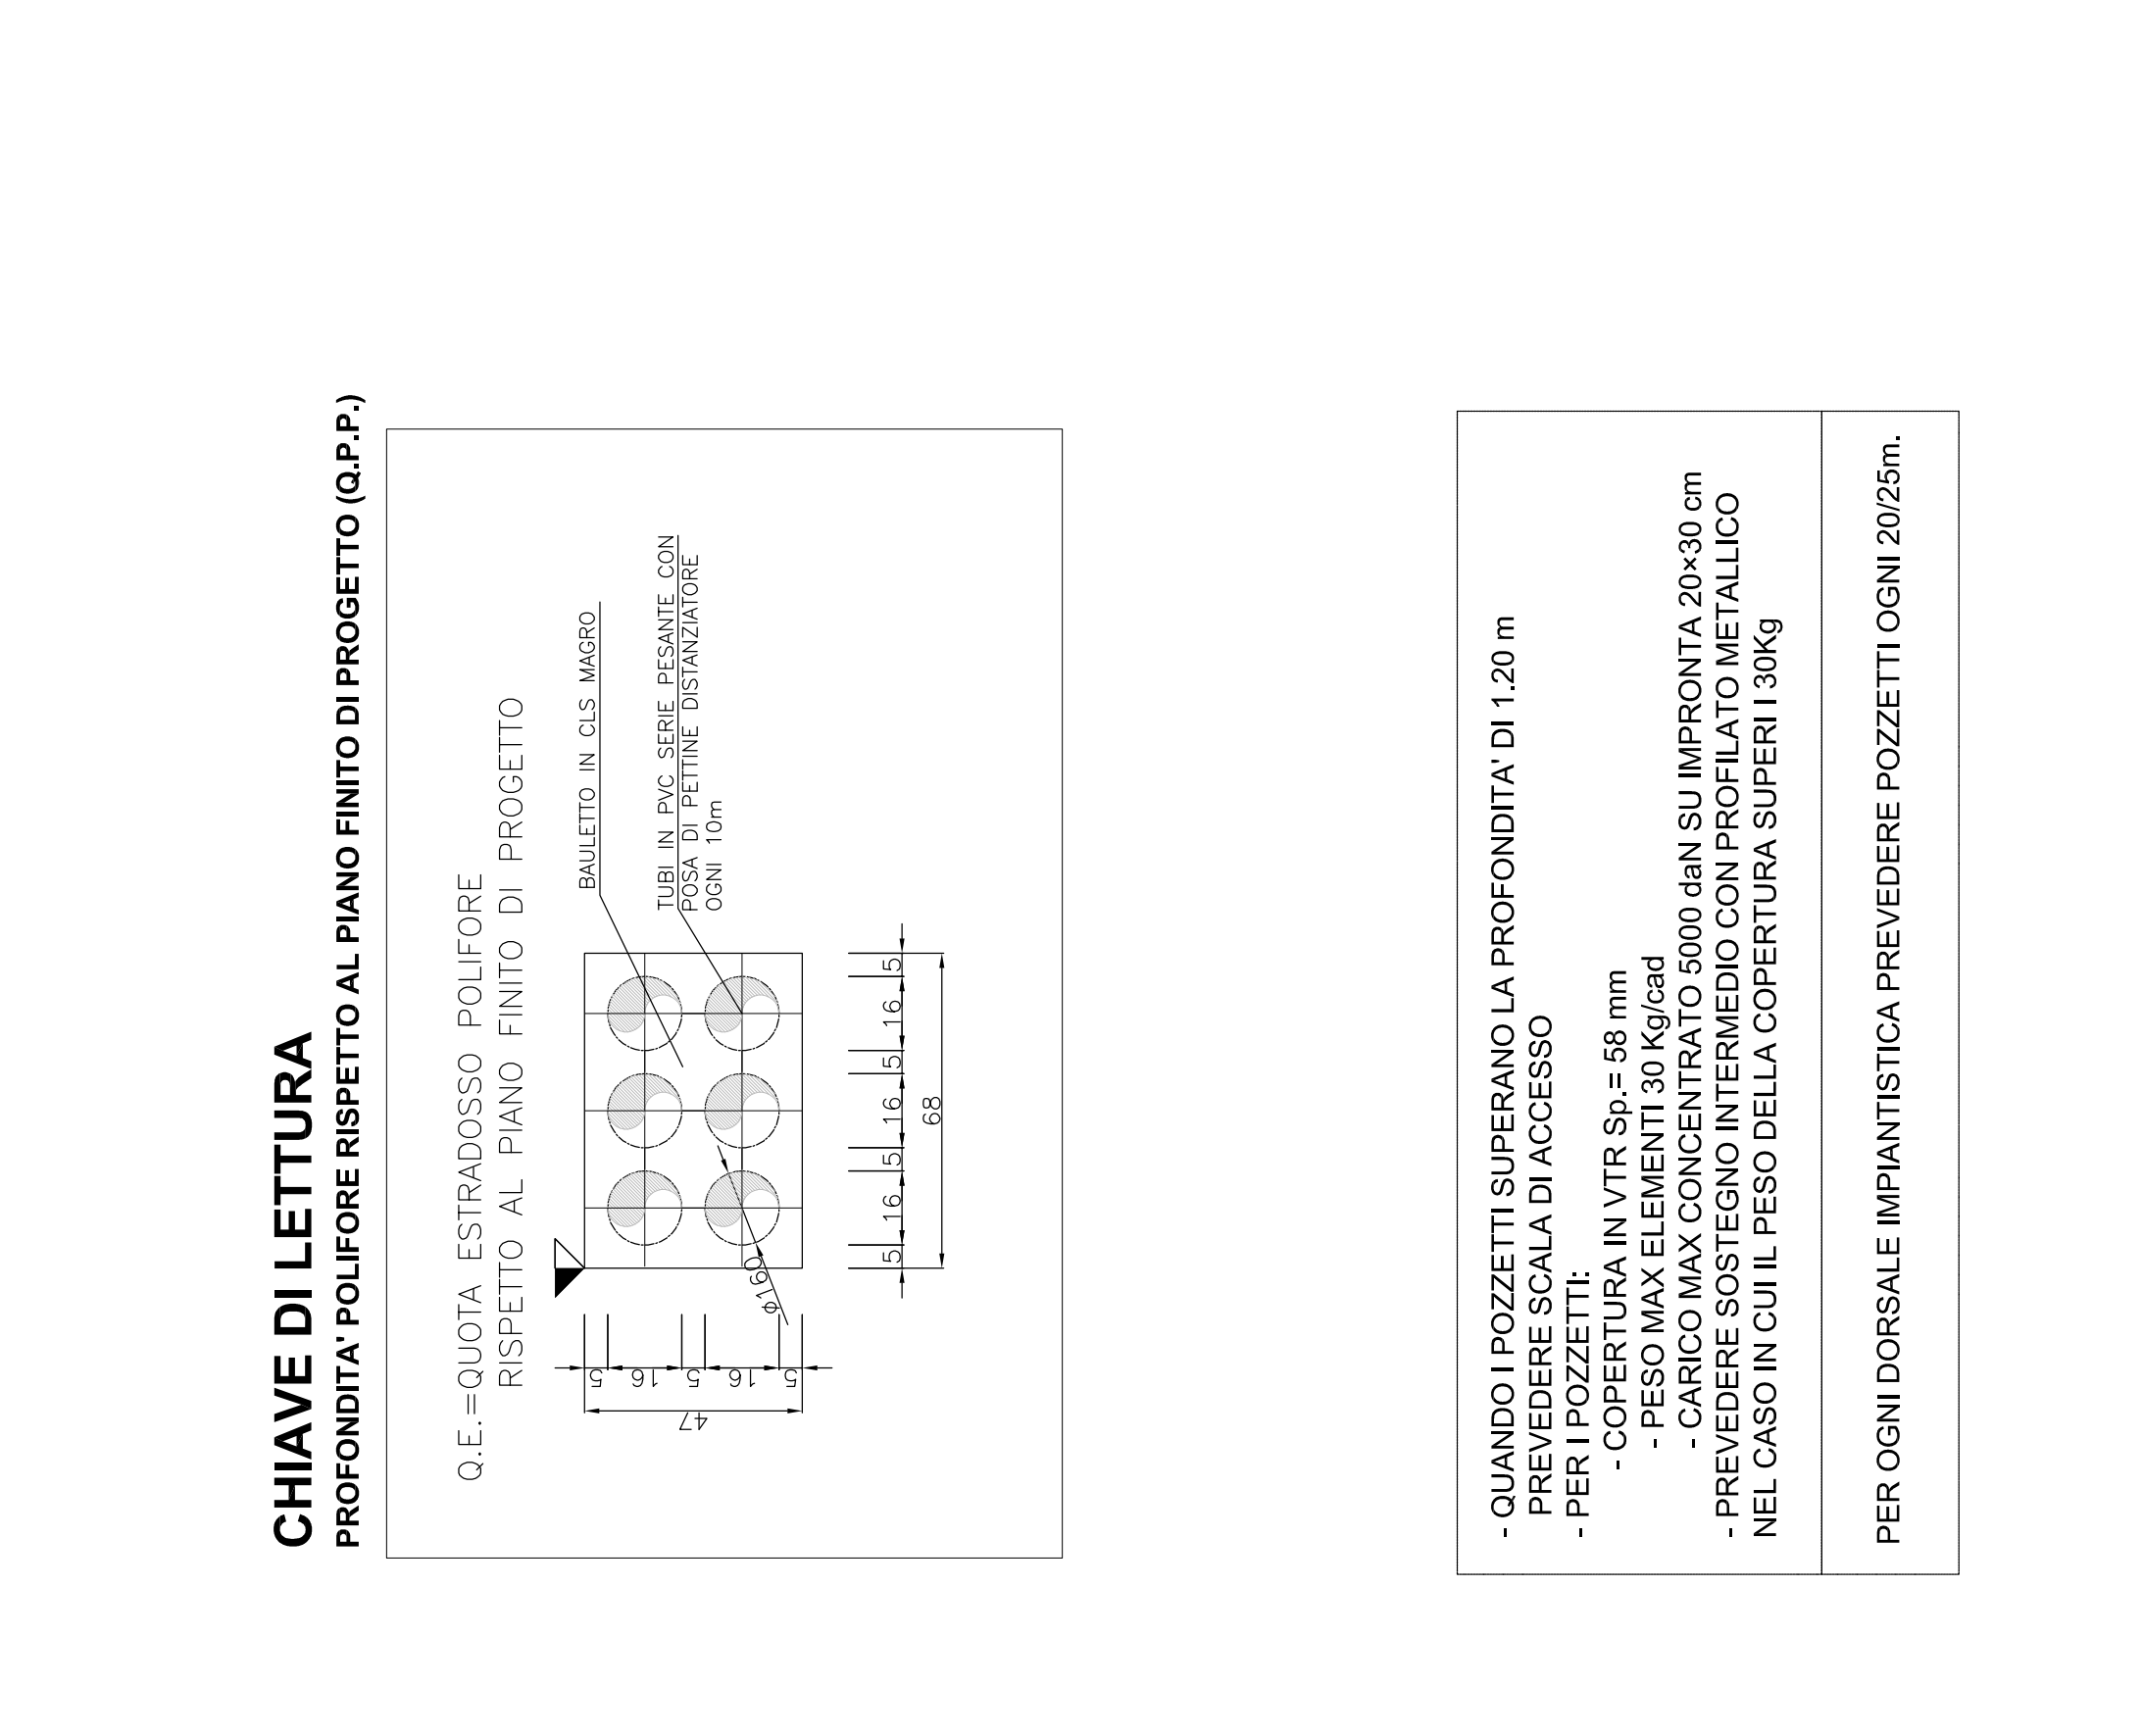 CHIAVE DI LETTURA
PROFONDITA' POLIFORE RISPETTO AL PIANO FINITO DI PROGETTO (Q.P.P.)
Q.E.=QUOTA ESTRADOSSO POLIFORE
RISPETTO AL PIANO FINITO DI PROGETTO
BAULETTO IN CLS MAGRO
TUBI IN PVC SERIE PESANTE CON
POSA DI PETTINE DISTANZIATORE
OGNI 10m
5
16
5
16
5
47
ϕ160
5 16 5 16 5 16 5
68
- QUANDO I POZZETTI SUPERANO LA PROFONDITA' DI 1.20 m
PREVEDERE SCALA DI ACCESSO
- PER I POZZETTI:
- COPERTURA IN VTR Sp.= 58 mm
- PESO MAX ELEMENTI 30 Kg/cad
- CARICO MAX CONCENTRATO 5000 daN SU IMPRONTA 20×30 cm
- PREVEDERE SOSTEGNO INTERMEDIO CON PROFILATO METALLICO
NEL CASO IN CUI IL PESO DELLA COPERTURA SUPERI I 30Kg
PER OGNI DORSALE IMPIANTISTICA PREVEDERE POZZETTI OGNI 20/25m.